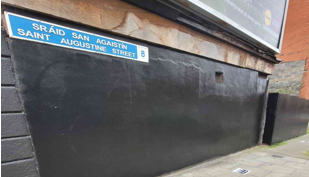 SRÁID SAN AGAISTÍN
SAINT AUGUSTINE STREET
8